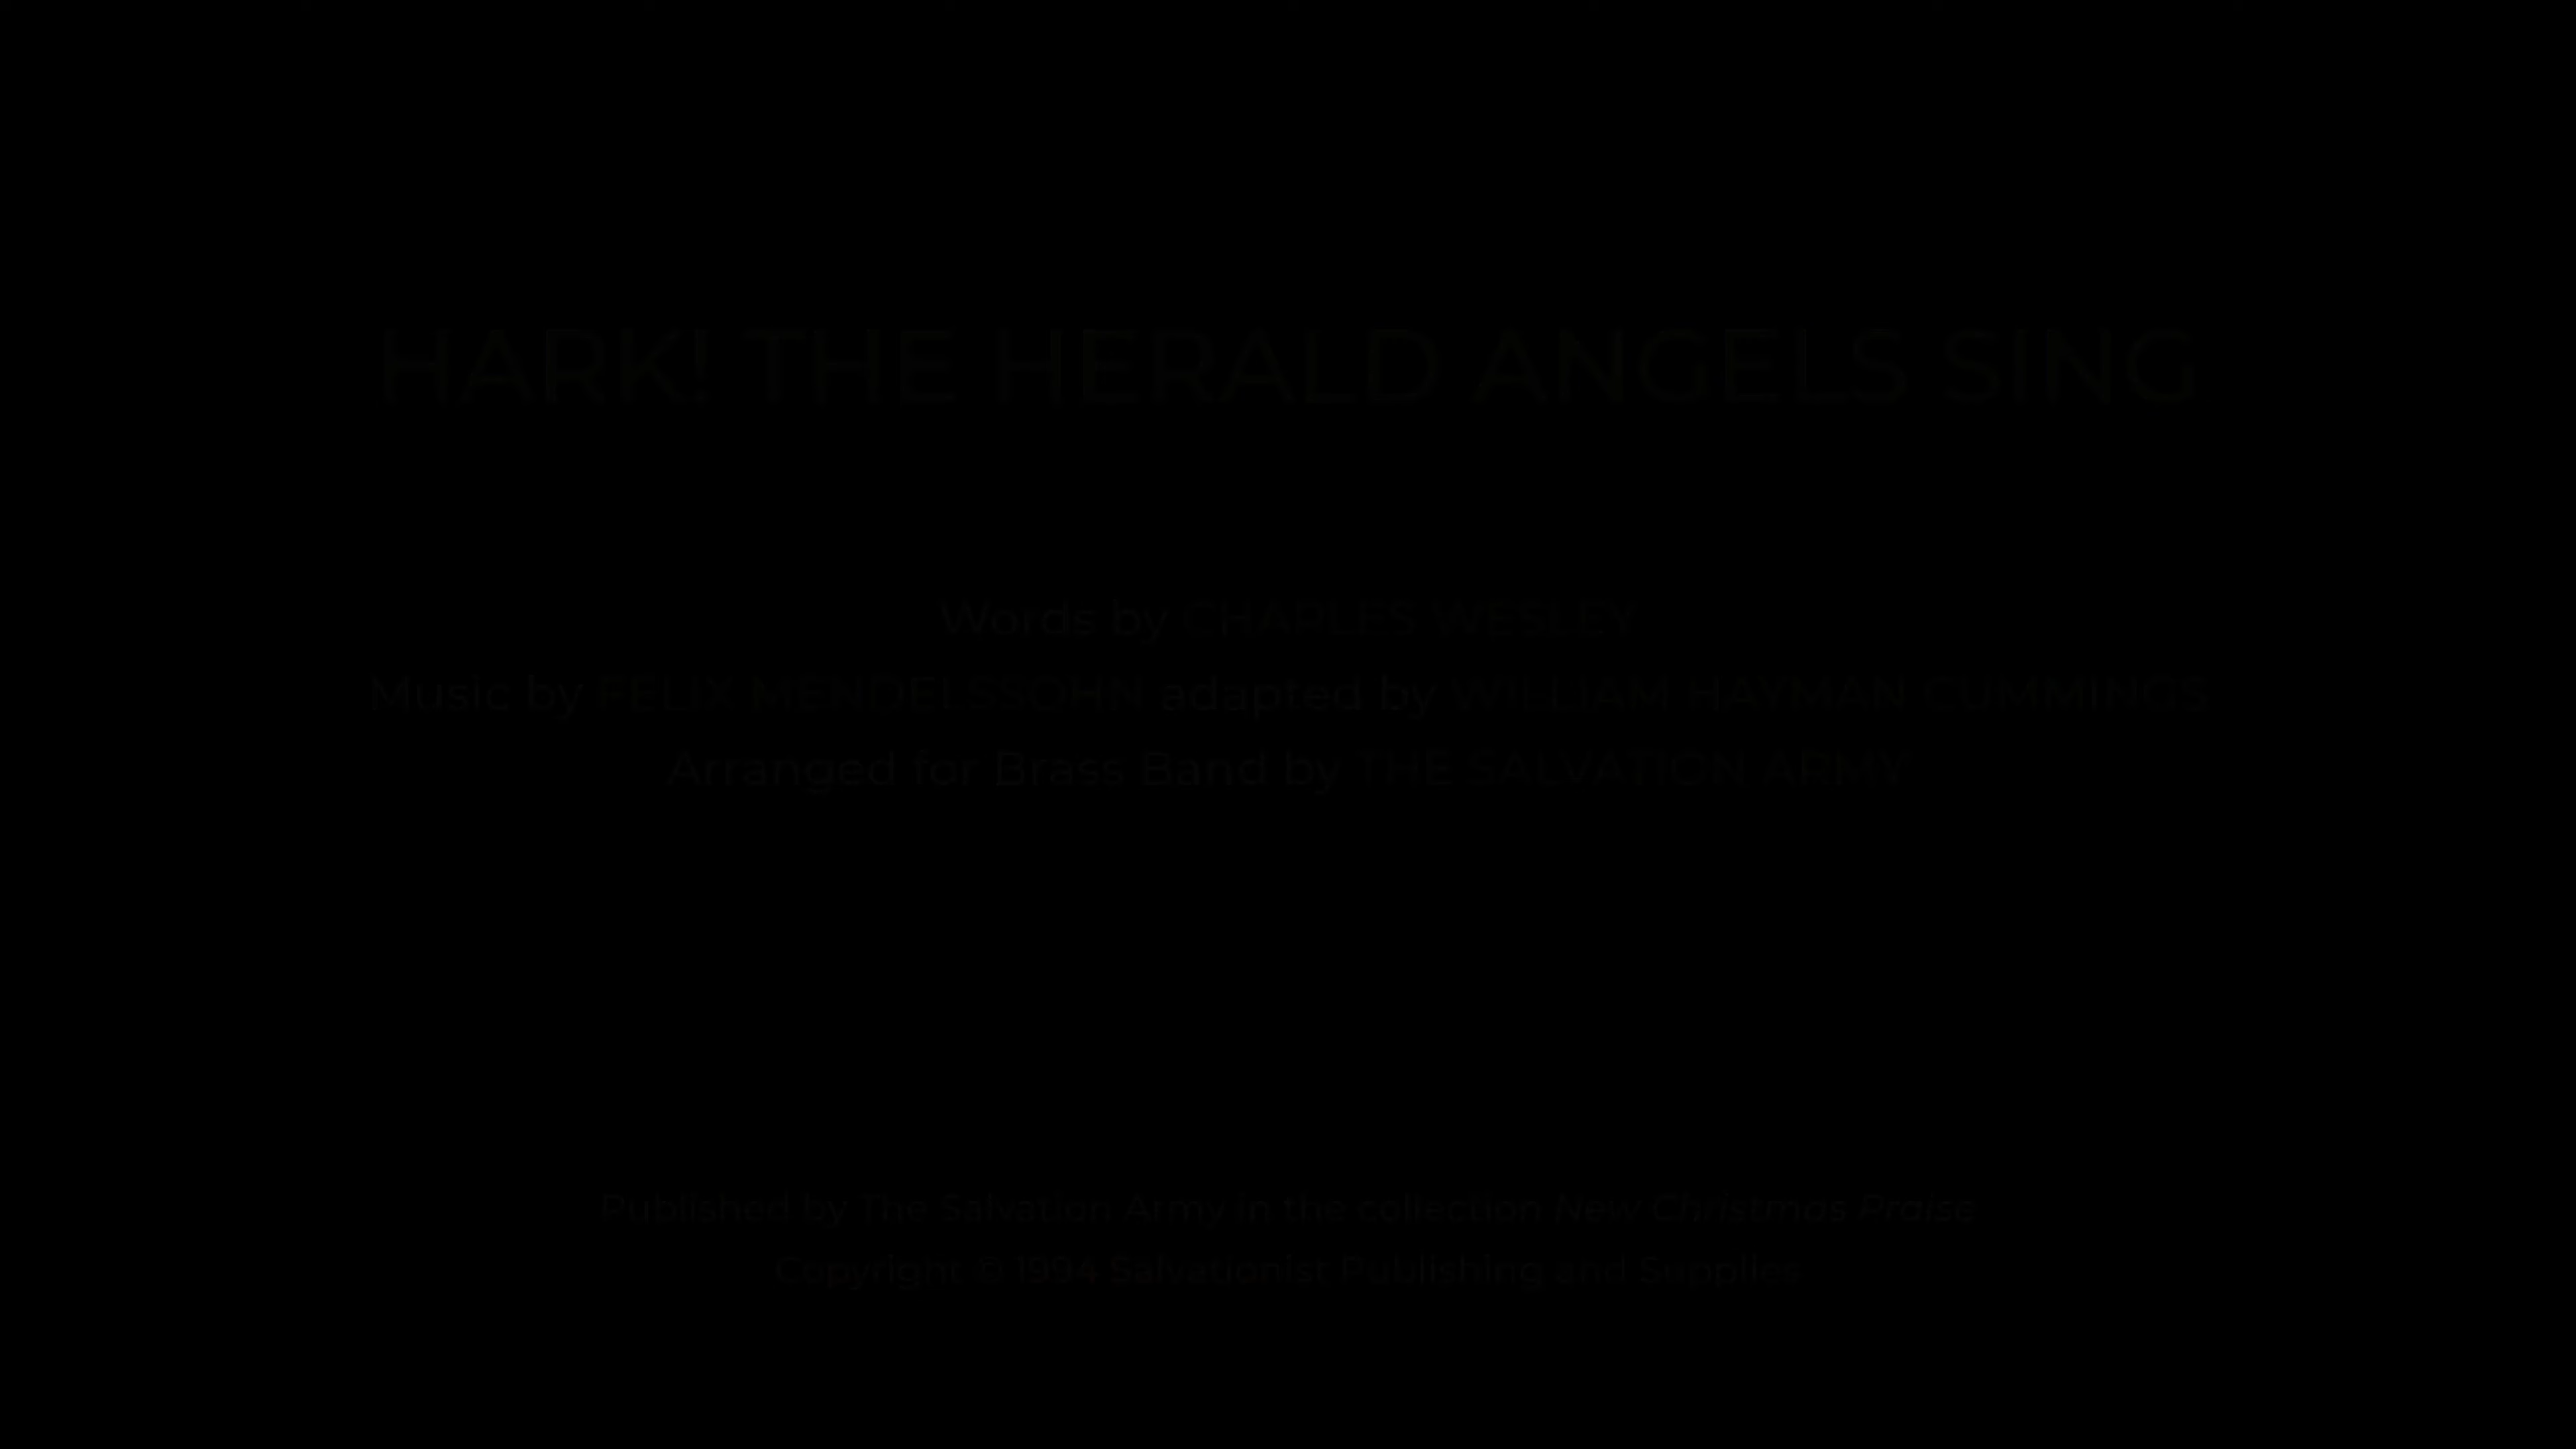 HARK! THE HERALD ANGELS SING
Words by CHARLES WESLEY
Music by FELIX MENDELSSOHN adapted by WILLIAM HAYMAN CUMMINGS
Arranged for Brass Band by THE SALVATION ARMY
Published by The Salvation Army in the collection New Christmas Praise
Copyright © 1994 Salvationist Publishing and Supplies